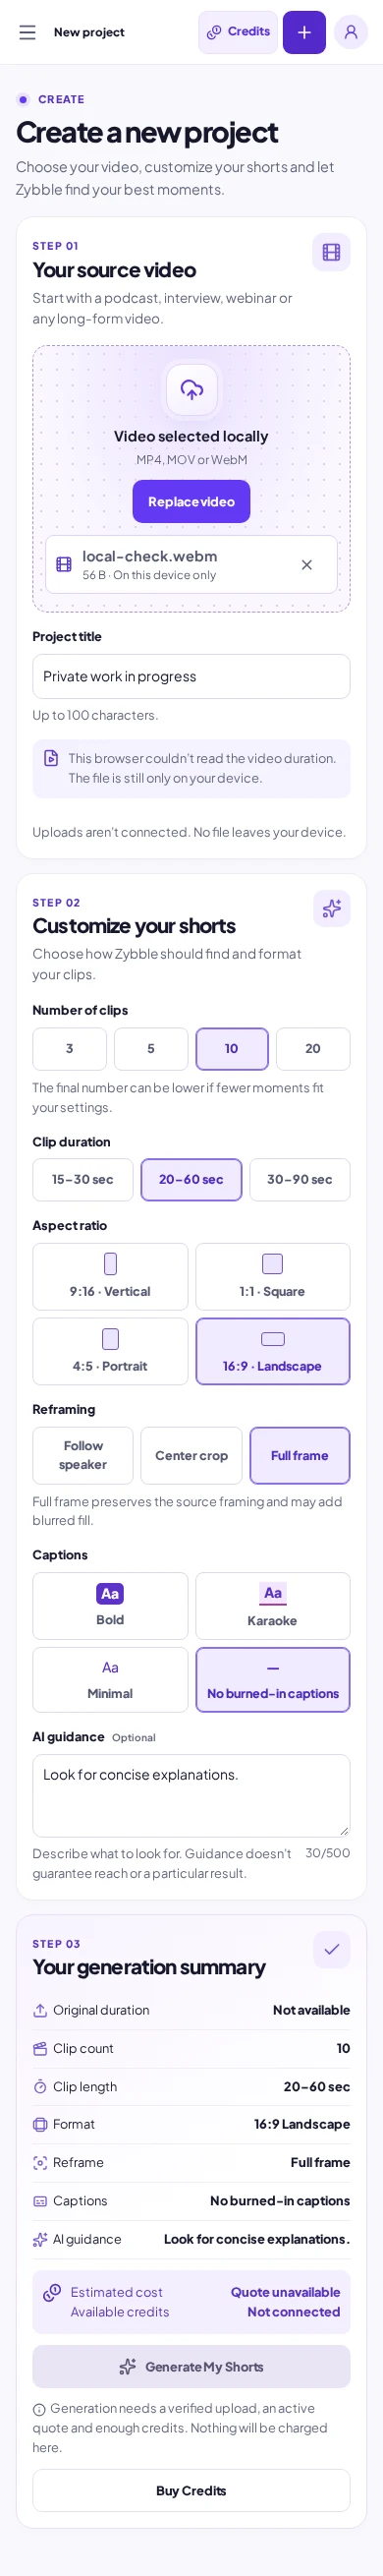 New project
Credits
CREATE
Create a new project
Choose your video, customize your shorts and let
Zybble find your best moments.
STEP 01
Your source video
Start with a podcast, interview, webinar or
any long-form video.
Video selected locally
MP4, MOV or WebM
Replace video
local-check.webm
56 B · On this device only
Project title
Private work in progress
Up to 100 characters.
This browser couldn't read the video duration.
The file is still only on your device.
Uploads aren't connected. No file leaves your device.
STEP 02
Customize your shorts
Choose how Zybble should find and format
your clips.
Number of clips
3 5 10 20
The final number can be lower if fewer moments fit
your settings.
Clip duration
15–30 sec 20–60 sec 30–90 sec
Aspect ratio
9:16 · Vertical 1:1 · Square
4:5 · Portrait 16:9 · Landscape
Reframing
Follow
speaker
Center crop
Full frame
Full frame preserves the source framing and may add
blurred fill.
Captions
Aa Aa
Bold Karaoke
Aa —
Minimal No burned-in captions
AI guidance Optional
Look for concise explanations.
Describe what to look for. Guidance doesn't 30/500
guarantee reach or a particular result.
STEP 03
Your generation summary
Original duration Not available
Clip count 10
Clip length 20–60 sec
Format 16:9 Landscape
Reframe Full frame
Captions No burned-in captions
AI guidance Look for concise explanations.
Estimated cost Quote unavailable
Available credits Not connected
Generate My Shorts
Generation needs a verified upload, an active
quote and enough credits. Nothing will be charged
here.
Buy Credits